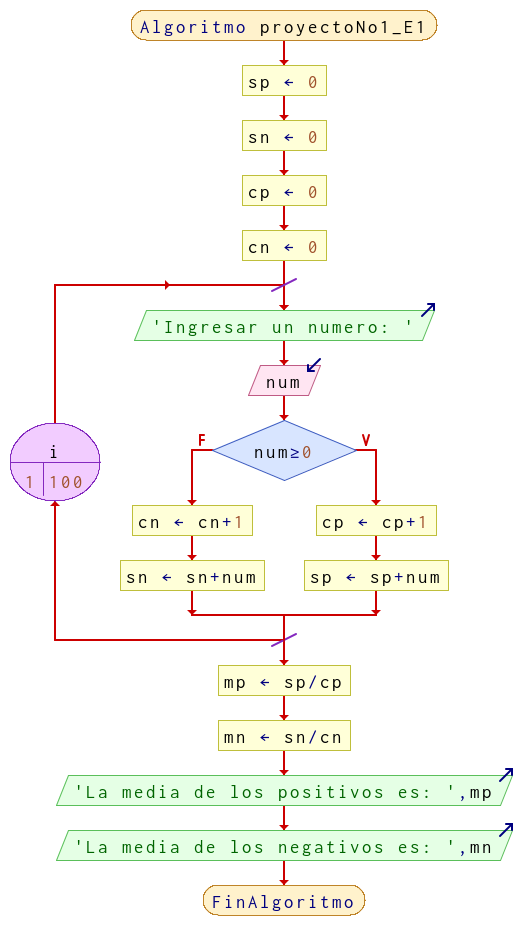 Algoritmo proyectoNo1_E1
sp ← 0
sn ← 0
cp ← 0
cn ← 0
'Ingresar un numero: '
num
num≥0
F
V
i
1 100
cn ← cn+1
cp ← cp+1
sn ← sn+num
sp ← sp+num
mp ← sp/cp
mn ← sn/cn
'La media de los positivos es: ',mp
'La media de los negativos es: ',mn
FinAlgoritmo